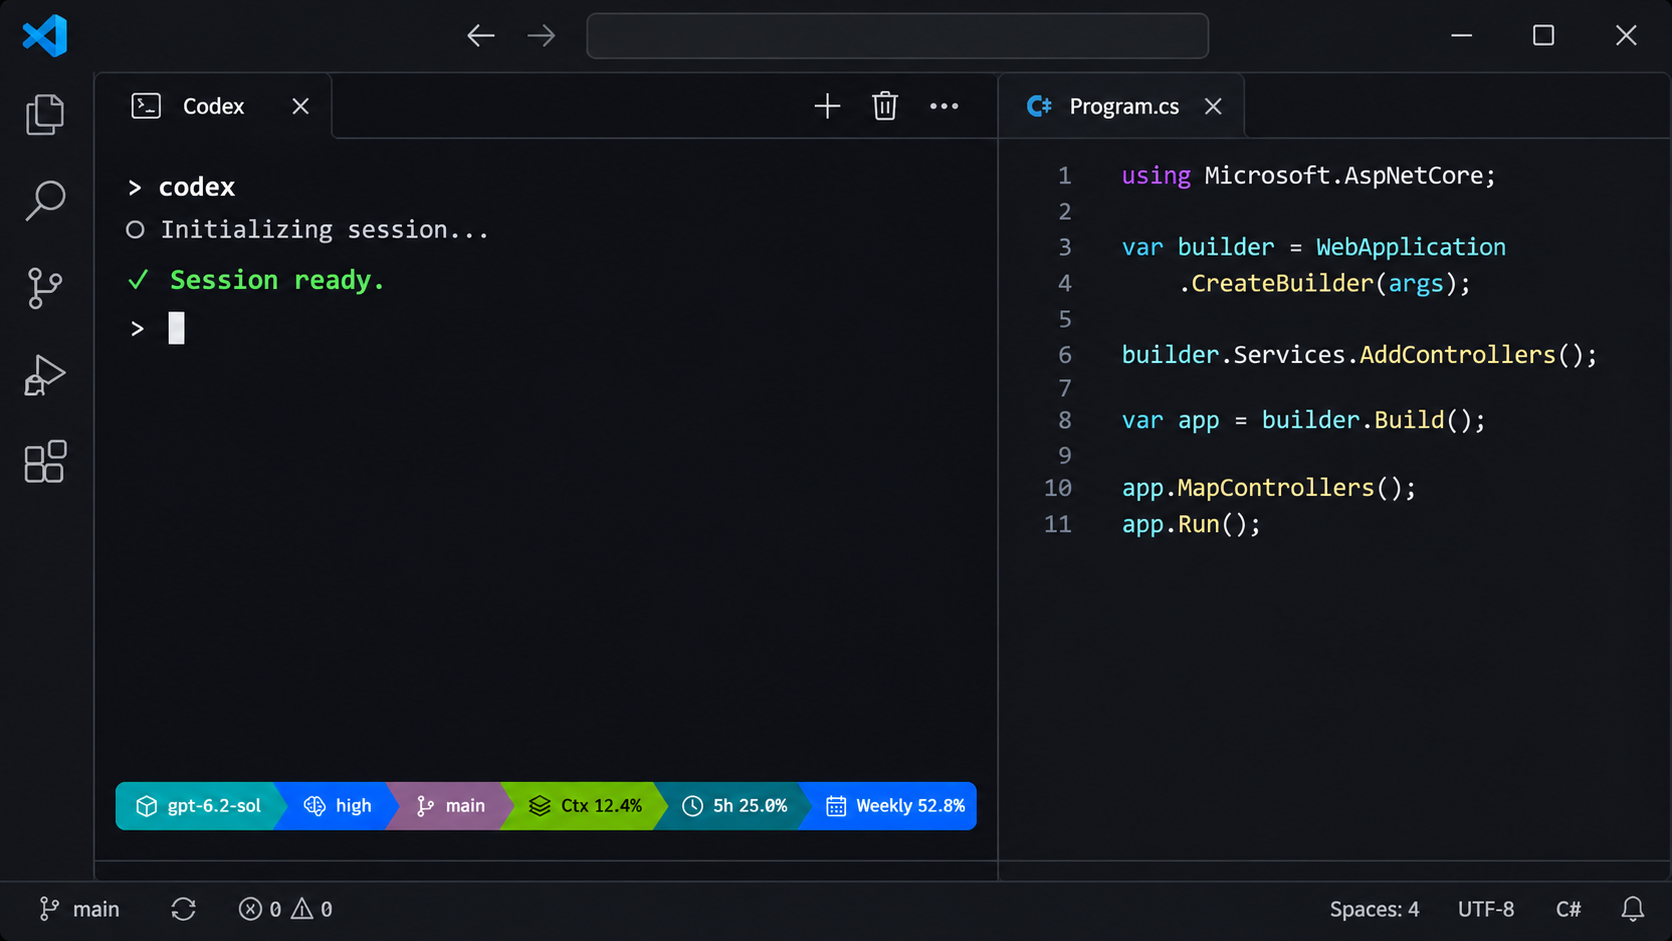 Codex
> codex
Initializing session...
✓ Session ready.
>
gpt-6.2-sol high main Ctx 12.4% 5h 25.0% Weekly 52.8%
Program.cs
1 using Microsoft.AspNetCore;
2
3 var builder = WebApplication
4     .CreateBuilder(args);
5
6 builder.Services.AddControllers();
7
8 var app = builder.Build();
9
10 app.MapControllers();
11 app.Run();
main 0 0 Spaces: 4 UTF-8 C#